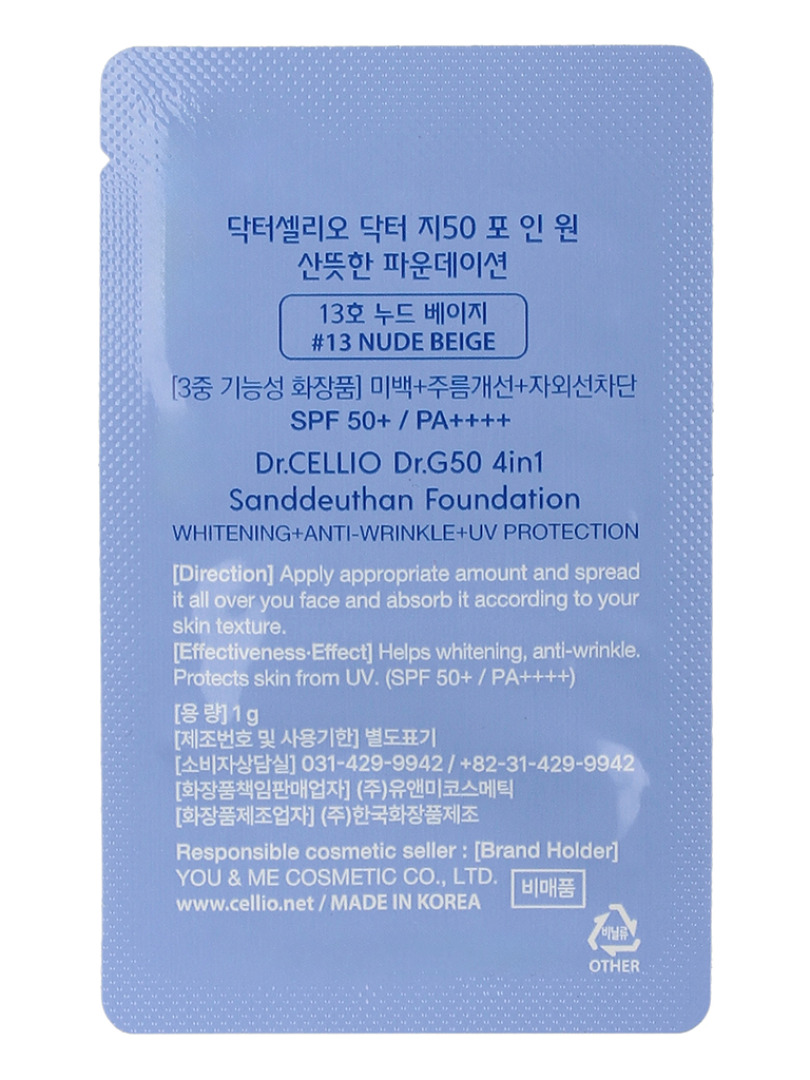 닥터셀리오 닥터 지50 포 인 원
산뜻한 파운데이션
13호 누드 베이지
#13 NUDE BEIGE
[3중 기능성 화장품] 미백+주름개선+자외선차단
SPF 50+ / PA++++
Dr.CELLIO Dr.G50 4in1
Sanddeuthan Foundation
WHITENING+ANTI-WRINKLE+UV PROTECTION
[Direction] Apply appropriate amount and spread
it all over you face and absorb it according to your
skin texture.
[Effectiveness·Effect] Helps whitening, anti-wrinkle.
Protects skin from UV. (SPF 50+ / PA++++)
[용 량] 1 g
[제조번호 및 사용기한] 별도표기
[소비자상담실] 031-429-9942 / +82-31-429-9942
[화장품책임판매업자] (주)유앤미코스메틱
[화장품제조업자] (주)한국화장품제조
Responsible cosmetic seller : [Brand Holder]
YOU & ME COSMETIC CO., LTD.
비매품
www.cellio.net / MADE IN KOREA
비닐류
OTHER